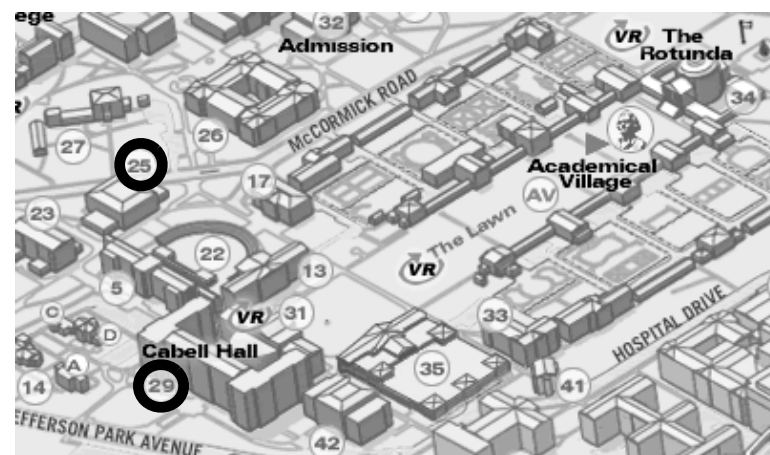 ege
32
Admission
VR
The
Rotunda
34
McCORMICK ROAD
26
27
25
Academical
Village
17
AV
The Lawn
23
22
VR
13
5
HOSPITAL DRIVE
VR
31
33
C
D
Cabell Hall
35
A
14
29
41
EFFERSON PARK AVENUE
42